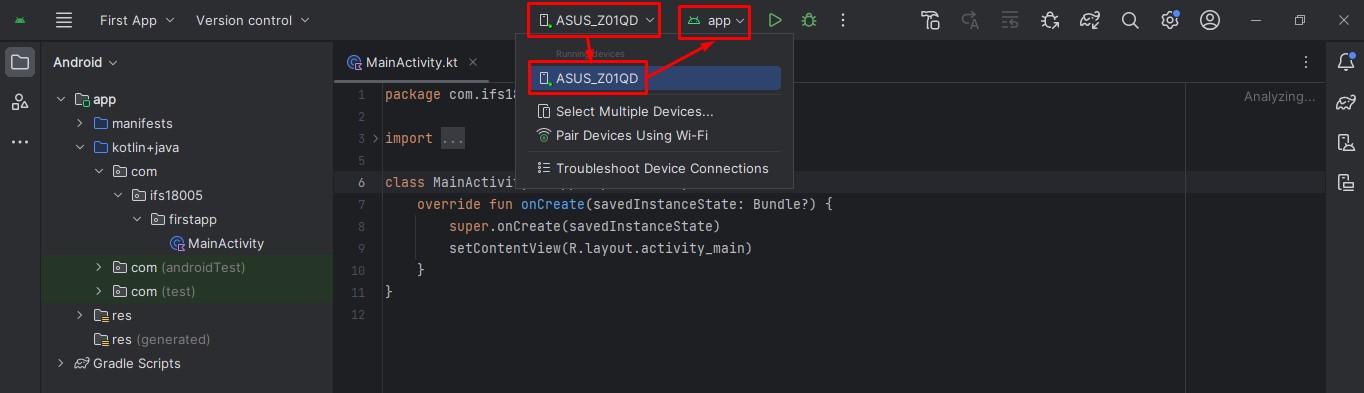 First App
Version control
ASUS_Z01QD
app
Running devices
ASUS_Z01QD
Select Multiple Devices...
Pair Devices Using Wi-Fi
Troubleshoot Device Connections
Android
app
manifests
kotlin+java
com
ifs18005
firstapp
MainActivity
com (androidTest)
com (test)
res
res (generated)
Gradle Scripts
MainActivity.kt
Analyzing...
1 package com.ifs18
2
3 import ...
5
6 class MainActivity
7 override fun onCreate(savedInstanceState: Bundle?) {
8 super.onCreate(savedInstanceState)
9 setContentView(R.layout.activity_main)
10 }
11 }
12